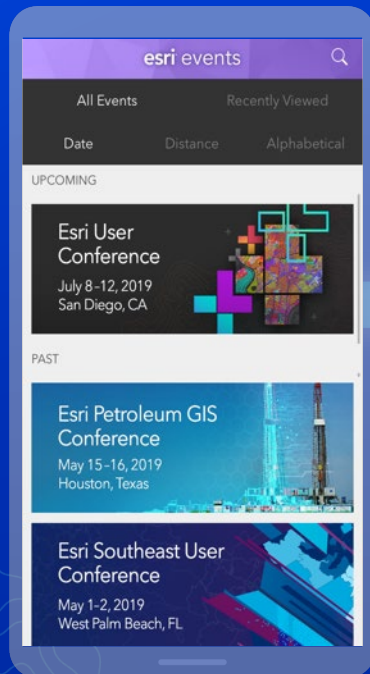 esri events
All Events Recently Viewed
Date Distance Alphabetical
UPCOMING
Esri User
Conference
July 8-12, 2019
San Diego, CA
PAST
Esri Petroleum GIS
Conference
May 15-16, 2019
Houston, Texas
Esri Southeast User
Conference
May 1-2, 2019
West Palm Beach, FL